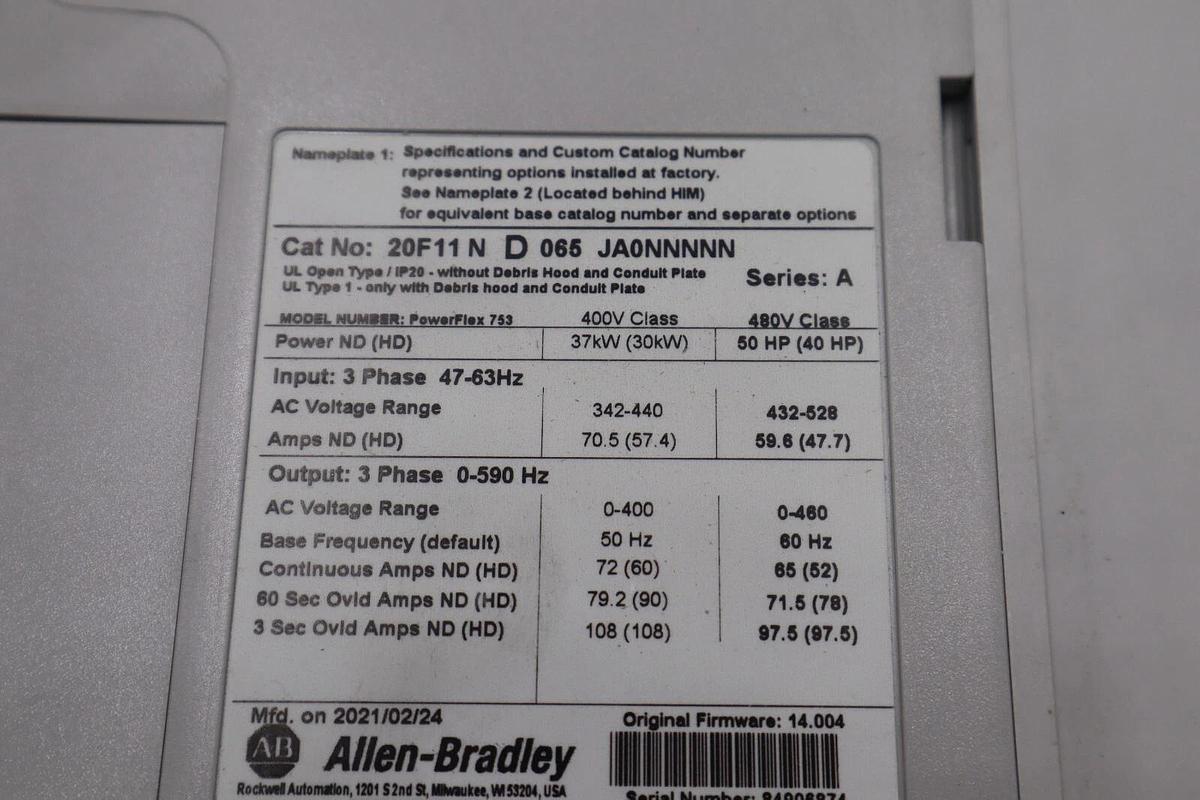 Nameplate 1: Specifications and Custom Catalog Number
representing options installed at factory.
See Nameplate 2 (Located behind HIM)
for equivalent base catalog number and separate options
Cat No: 20F11 N D 065 JA0NNNNN
UL Open Type / IP20 - without Debris Hood and Conduit Plate
UL Type 1 - only with Debris hood and Conduit Plate
Series: A
MODEL NUMBER: PowerFlex 753 400V Class 480V Class
Power ND (HD) 37kW (30kW) 50 HP (40 HP)
Input: 3 Phase 47-63Hz
AC Voltage Range 342-440 432-528
Amps ND (HD) 70.5 (57.4) 59.6 (47.7)
Output: 3 Phase 0-590 Hz
AC Voltage Range 0-400 0-460
Base Frequency (default) 50 Hz 60 Hz
Continuous Amps ND (HD) 72 (60) 65 (52)
60 Sec Ovld Amps ND (HD) 79.2 (90) 71.5 (78)
3 Sec Ovld Amps ND (HD) 108 (108) 97.5 (97.5)
Mfd. on 2021/02/24 Original Firmware: 14.004
AB Allen-Bradley
Rockwell Automation, 1201 S 2nd St, Milwaukee, WI 53204, USA
Serial Number: